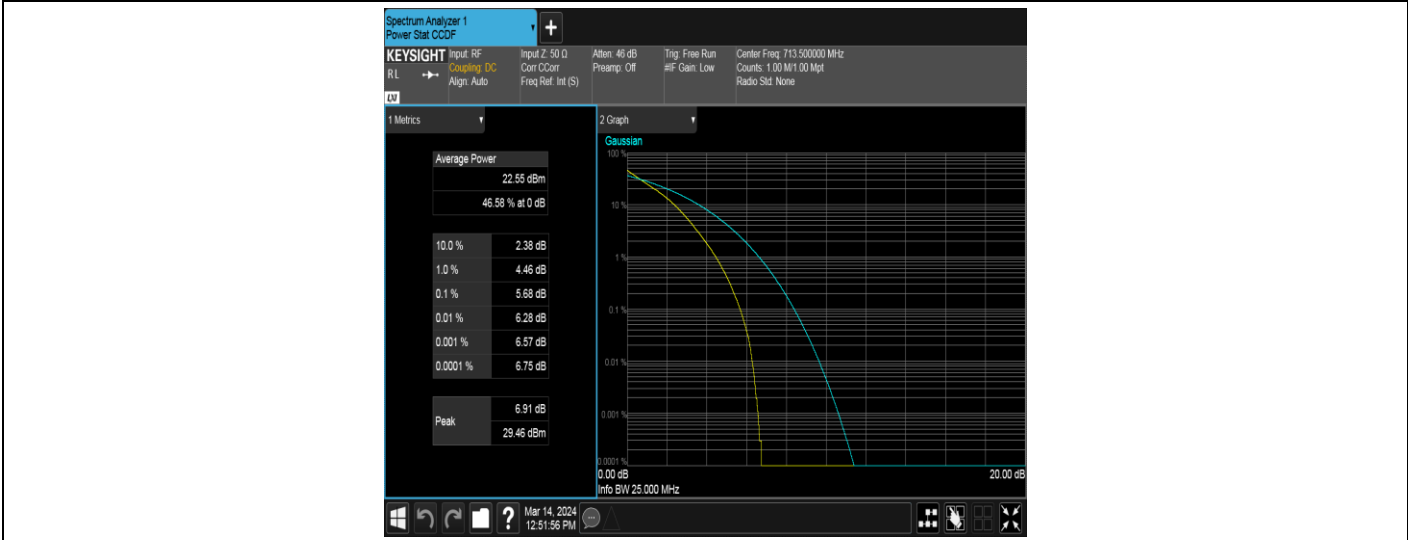 Spectrum Analyzer 1
Power Stat CCDF
+
KEYSIGHT
RL
LXI
Input: RF
Coupling: DC
Align: Auto
Input Z: 50 Ω
Corr CCorr
Freq Ref: Int (S)
Atten: 46 dB
Preamp: Off
Trig: Free Run
#IF Gain: Low
Center Freq: 713.500000 MHz
Counts: 1.00 M/1.00 Mpt
Radio Std: None
1 Metrics
Average Power
22.55 dBm
46.58 % at 0 dB
10.0 % 2.38 dB
1.0 % 4.46 dB
0.1 % 5.68 dB
0.01 % 6.28 dB
0.001 % 6.57 dB
0.0001 % 6.75 dB
Peak
6.91 dB
29.46 dBm
2 Graph
Gaussian
100 %
10 %
1 %
0.1 %
0.01 %
0.001 %
0.0001 %
0.00 dB 20.00 dB
Info BW 25.000 MHz
?
Mar 14, 2024
12:51:56 PM